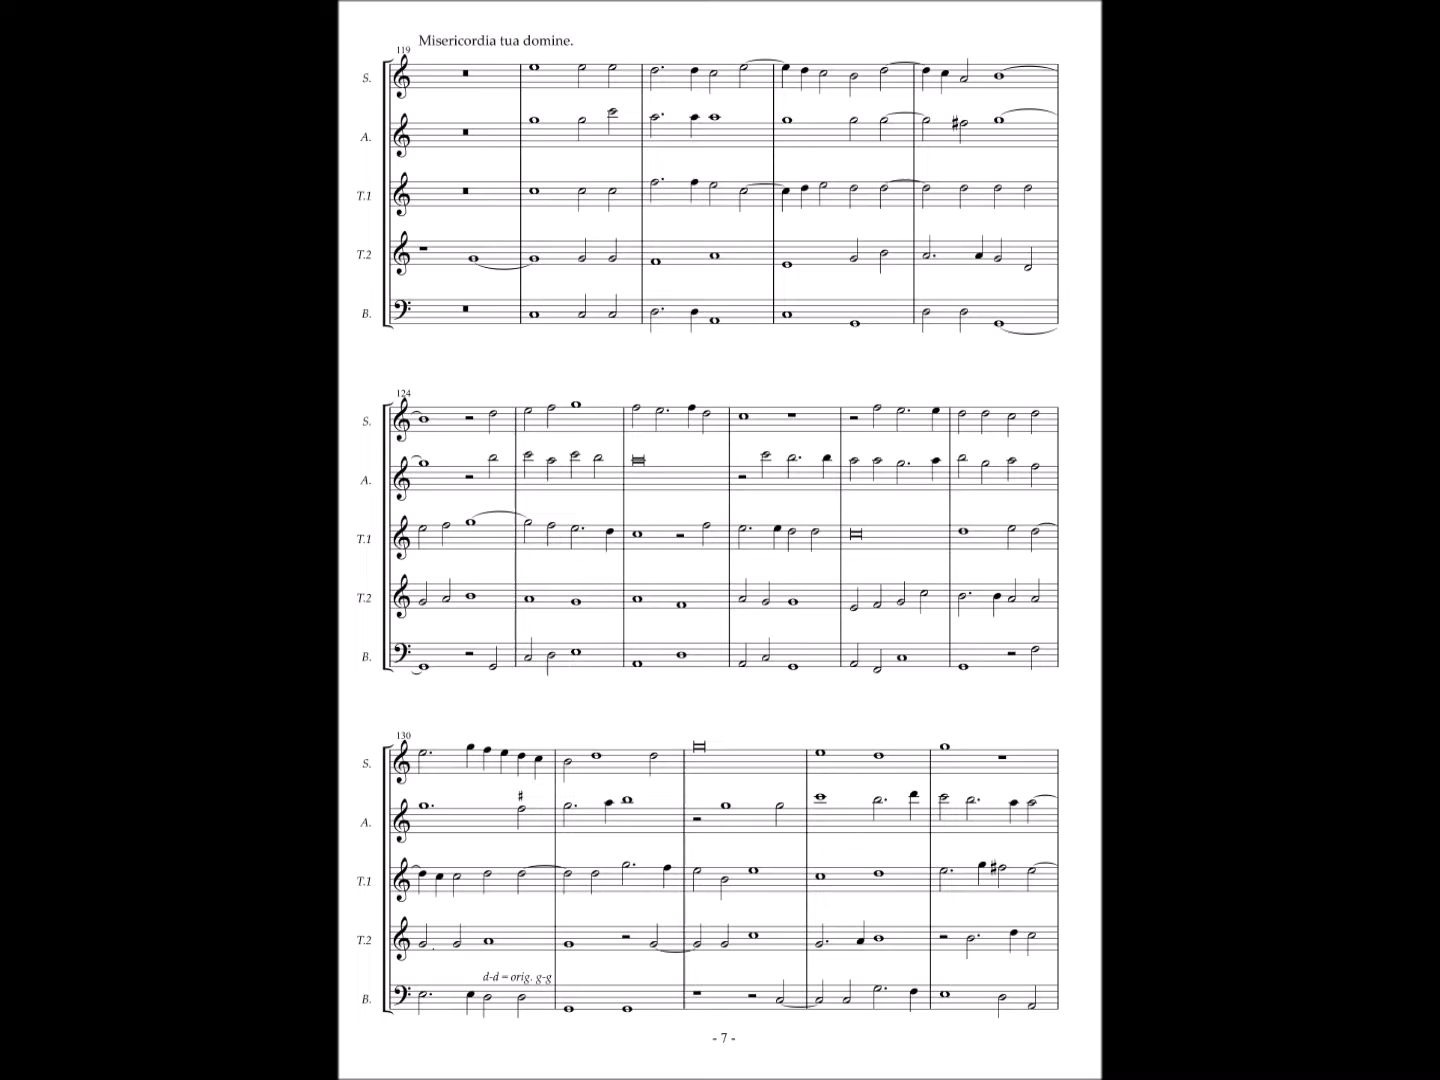 Misericordia tua domine.
119
S.
A.
T.1
T.2
B.
124
S.
A.
T.1
T.2
B.
130
S.
A.
T.1
T.2
d-d = orig. g-g
B.
- 7 -